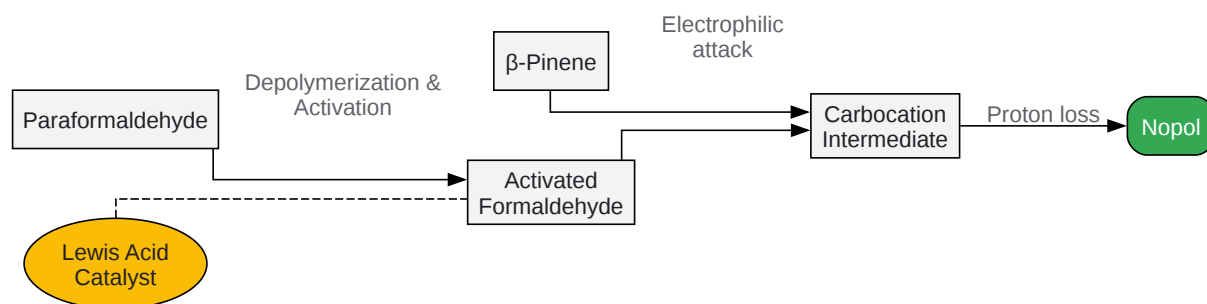 Electrophilic
attack
β-Pinene
Depolymerization &
Activation
Paraformaldehyde
Carbocation
Intermediate
Proton loss
Nopol
Activated
Formaldehyde
Lewis Acid
Catalyst